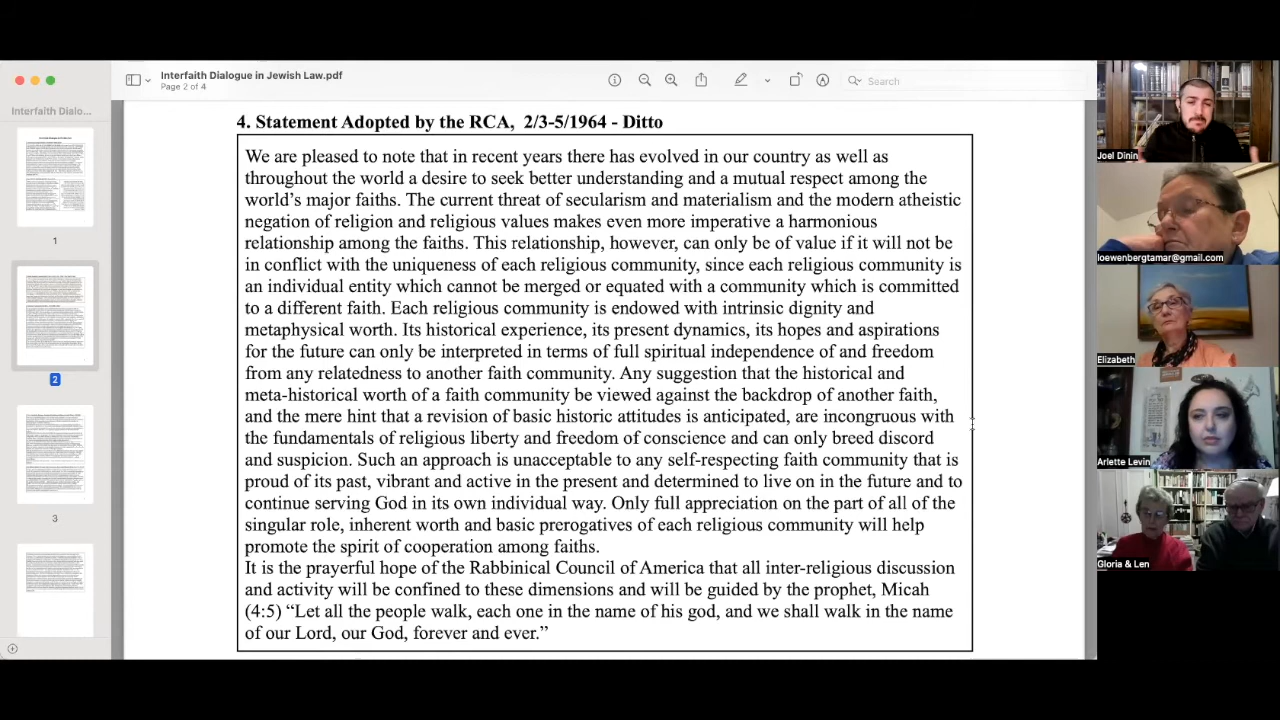 Interfaith Dialogue in Jewish Law.pdf
Page 2 of 4
Search
Interfaith Dialo...
1
2
3
4. Statement Adopted by the RCA, 2/3-5/1964 - Ditto
We are pleased to note that in recent years there has evolved in our country as well as
throughout the world a desire to seek better understanding and a mutual respect among the
world's major faiths. The current threat of secularism and materialism and the modern atheistic
negation of religion and religious values makes even more imperative a harmonious
relationship among the faiths. This relationship, however, can only be of value if it will not be
in conflict with the uniqueness of each religious community, since each religious community is
an individual entity which cannot be merged or equated with a community which is committed
to a different faith. Each religious community is endowed with intrinsic dignity and
metaphysical worth. Its historical experience, its present dynamics, its hopes and aspirations
for the future can only be interpreted in terms of full spiritual independence of and freedom
from any relatedness to another faith community. Any suggestion that the historical and
meta-historical worth of a faith community be viewed against the backdrop of another faith,
and the mere hint that a revision of basic historic attitudes is anticipated, are incongruous with
the fundamentals of religious liberty and freedom of conscience and can only breed discord
and suspicion. Such an approach is unacceptable to any self-respecting faith community that is
proud of its past, vibrant and active in the present and determined to live on in the future and to
continue serving God in its own individual way. Only full appreciation on the part of all of the
singular role, inherent worth and basic prerogatives of each religious community will help
promote the spirit of cooperation among faiths.
It is the prayerful hope of the Rabbinical Council of America that all inter-religious discussion
and activity will be confined to these dimensions and will be guided by the prophet, Micah
(4:5) “Let all the people walk, each one in the name of his god, and we shall walk in the name
of our Lord, our God, forever and ever.”
Joel Dinin
loewenbergtamar@gmail.com
Elizabeth
Arlette Levin
Gloria & Len